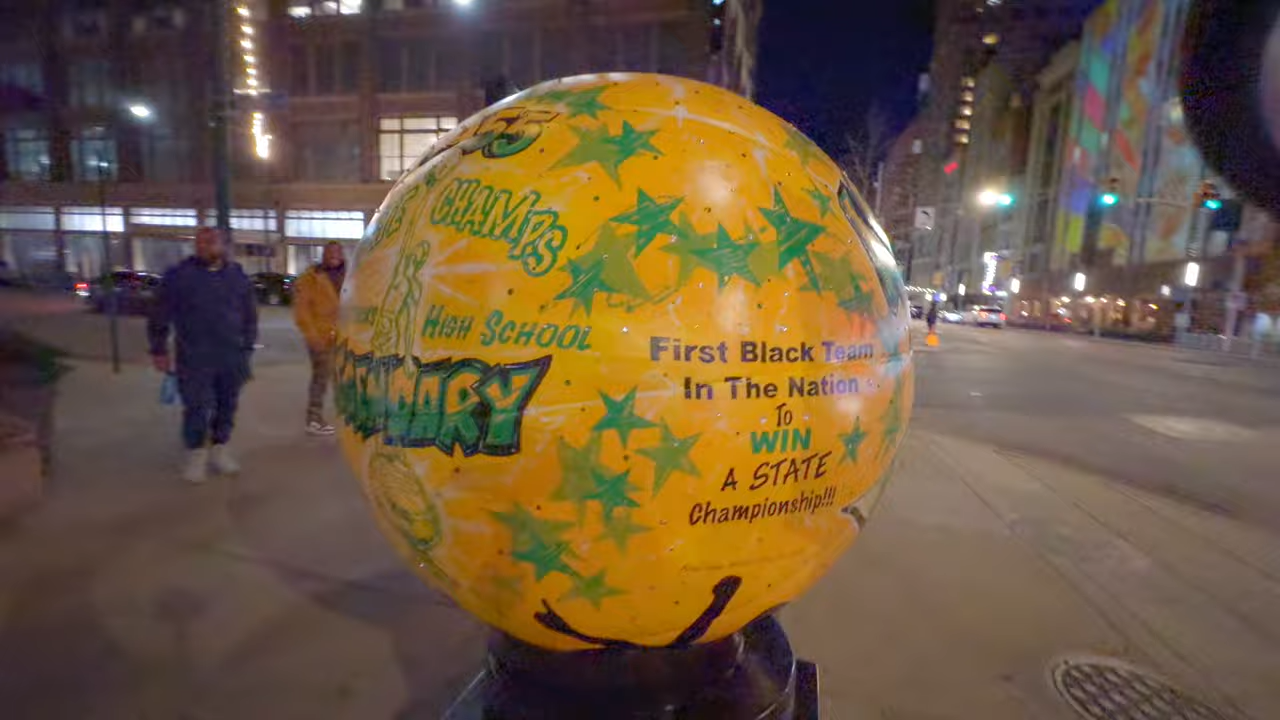 55
CHAMPS
HIGH SCHOOL
First Black Team
In The Nation
To
WIN
A STATE
Championship!!!